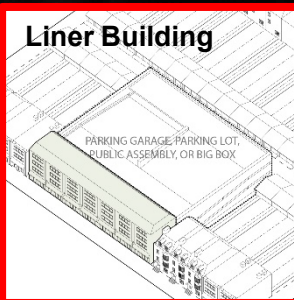 Liner Building
PARKING GARAGE, PARKING LOT,
PUBLIC ASSEMBLY, OR BIG BOX